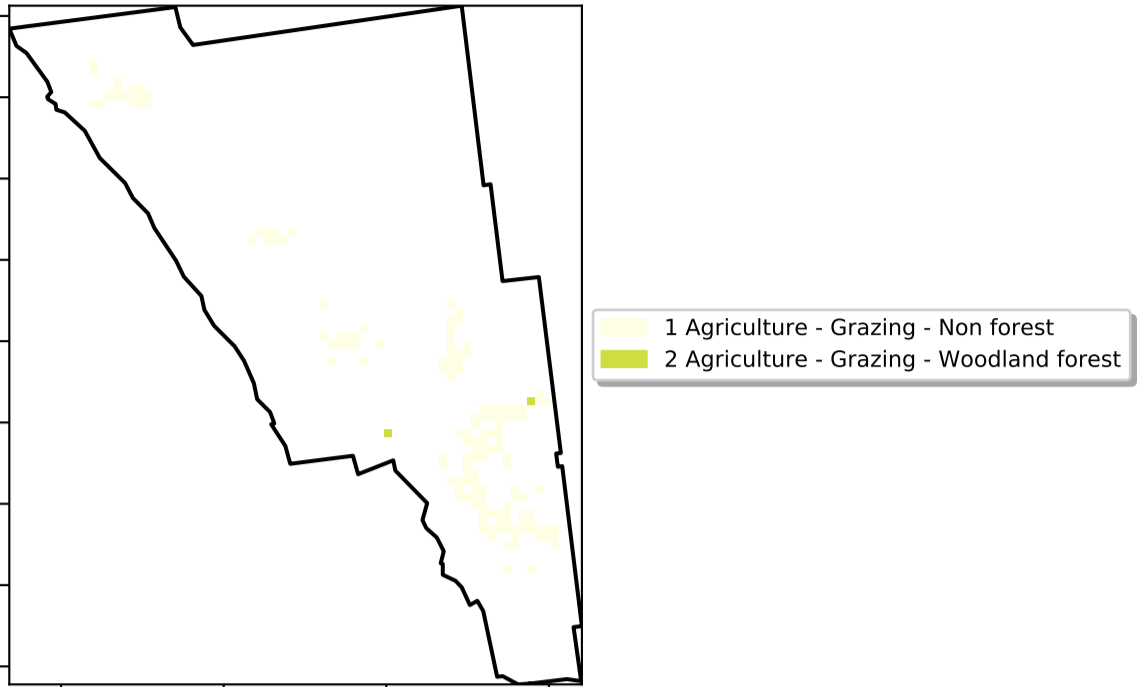 1 Agriculture - Grazing - Non forest
2 Agriculture - Grazing - Woodland forest